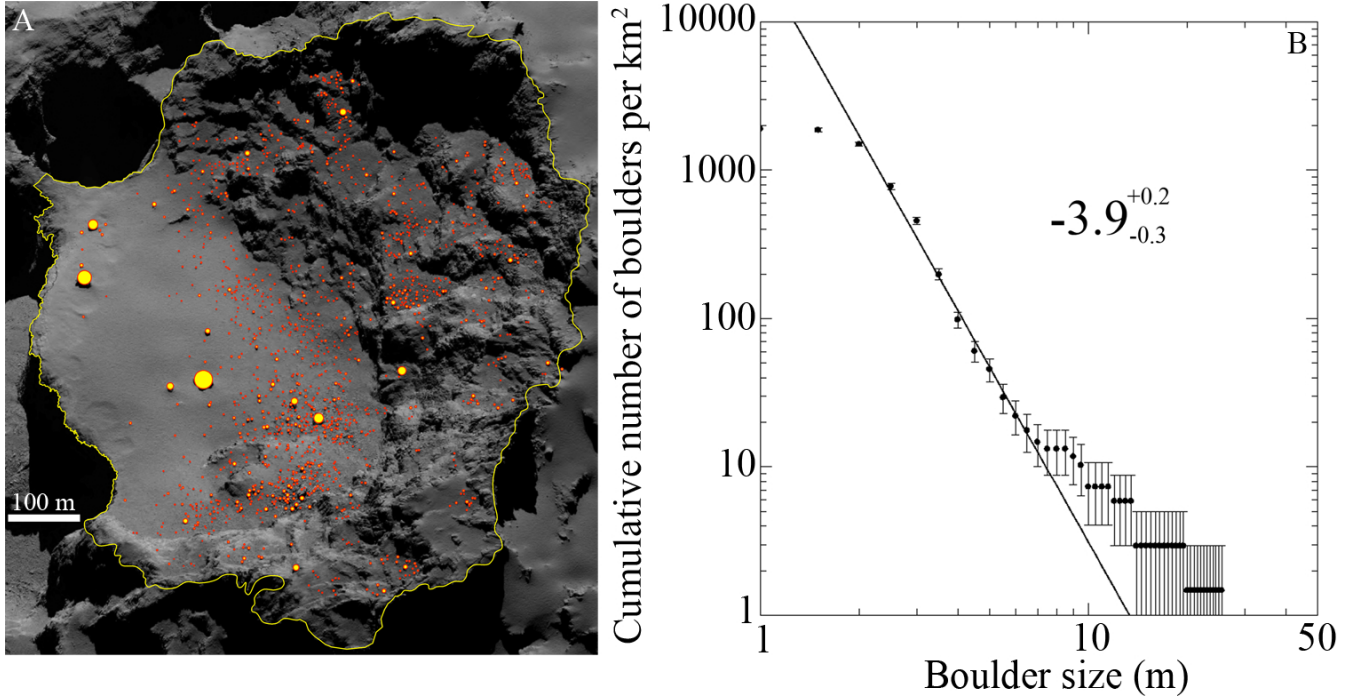 A
100 m
Cumulative number of boulders per km²
10000
1000
100
10
1
B
-3.9 +0.2 -0.3
1
10
50
Boulder size (m)